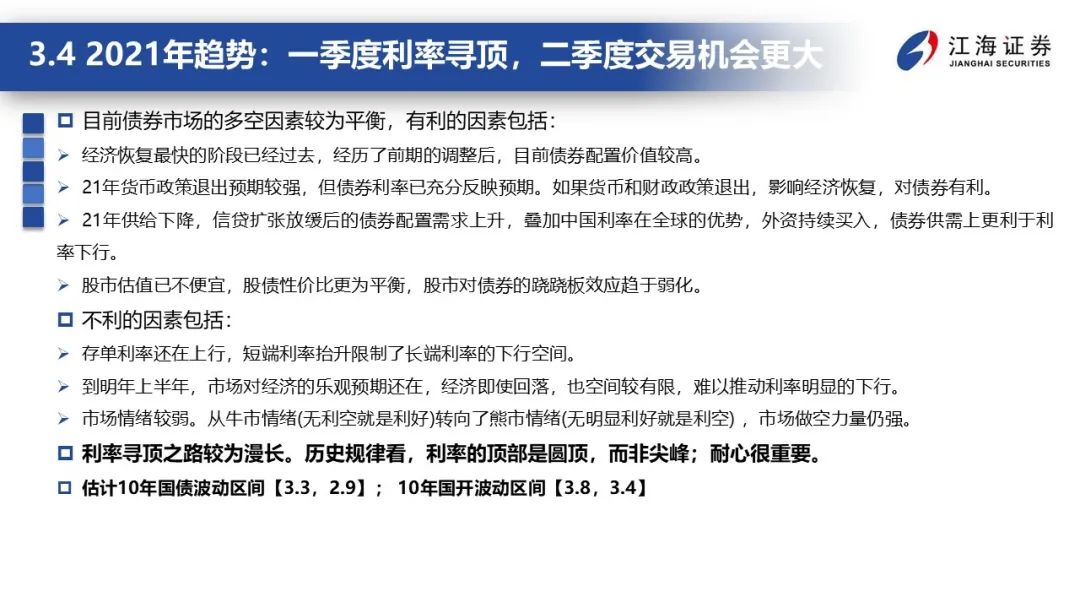 3.4 2021年趋势：一季度利率寻顶，二季度交易机会更大
江海证券
JIANGHAI SECURITIES
目前债券市场的多空因素较为平衡，有利的因素包括：
经济恢复最快的阶段已经过去，经历了前期的调整后，目前债券配置价值较高。
21年货币政策退出预期较强，但债券利率已充分反映预期。如果货币和财政政策退出，影响经济恢复，对债券有利。
21年供给下降，信贷扩张放缓后的债券配置需求上升，叠加中国利率在全球的优势，外资持续买入，债券供需上更利于利
率下行。
股市估值已不便宜，股债性价比更为平衡，股市对债券的跷跷板效应趋于弱化。
不利的因素包括：
存单利率还在上行，短端利率抬升限制了长端利率的下行空间。
到明年上半年，市场对经济的乐观预期还在，经济即使回落，也空间较有限，难以推动利率明显的下行。
市场情绪较弱。从牛市情绪(无利空就是利好)转向了熊市情绪(无明显利好就是利空) ，市场做空力量仍强。
利率寻顶之路较为漫长。历史规律看，利率的顶部是圆顶，而非尖峰；耐心很重要。
估计10年国债波动区间【3.3，2.9】； 10年国开波动区间【3.8，3.4】